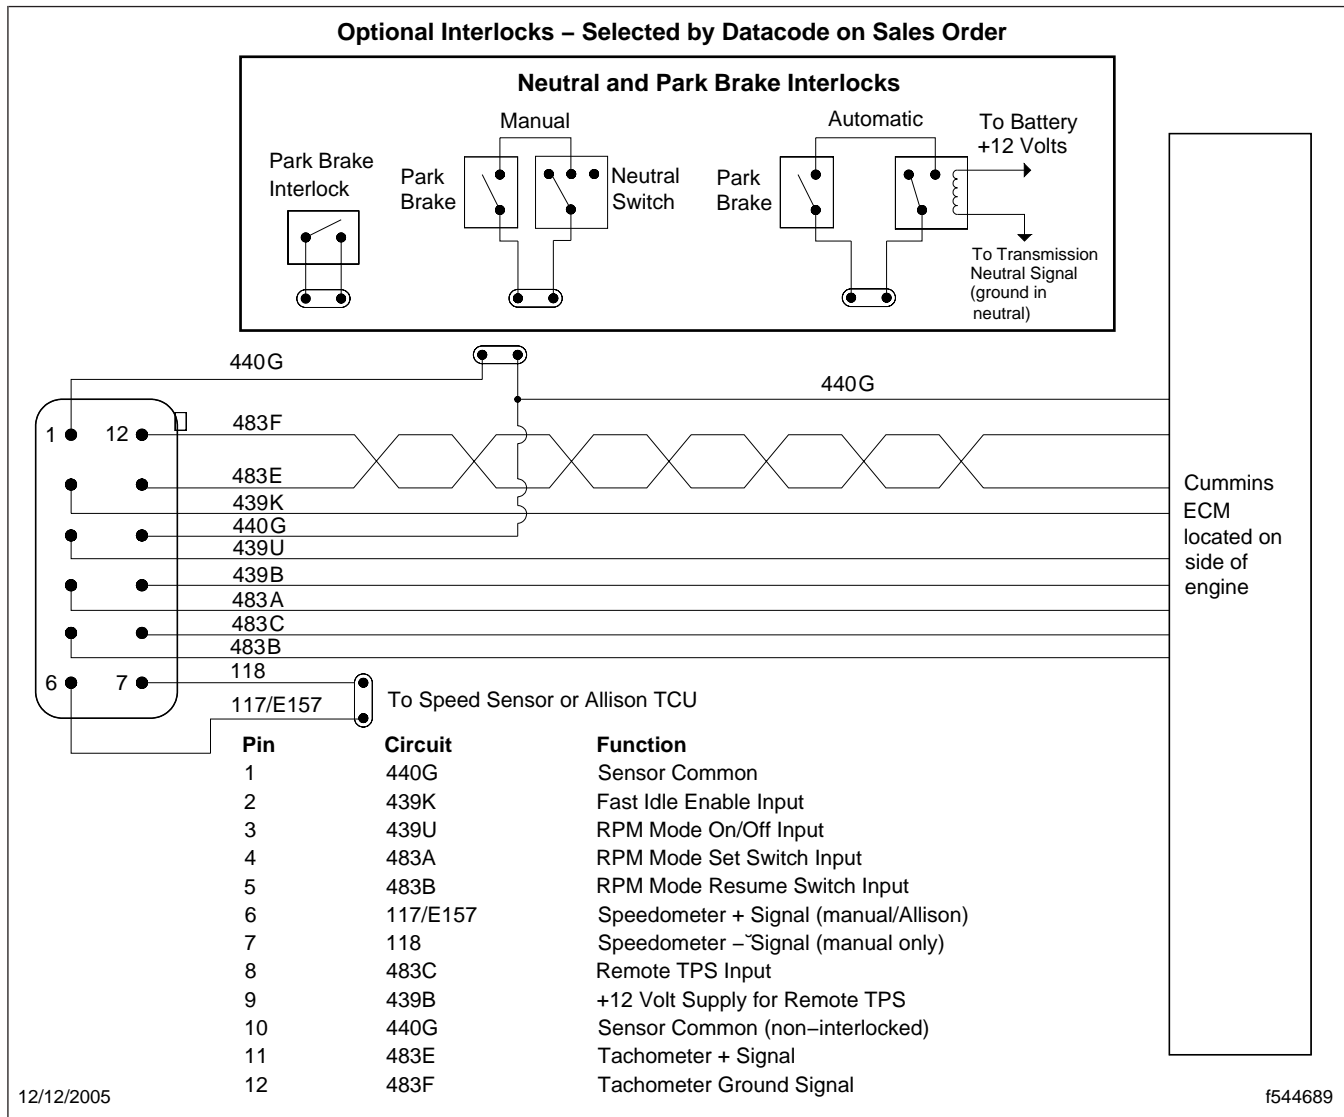 Optional Interlocks – Selected by Datacode on Sales Order
Neutral and Park Brake Interlocks
Park Brake
Interlock
Manual
Park
Brake
Neutral
Switch
Automatic
Park
Brake
To Battery
+12 Volts
To Transmission
Neutral Signal
(ground in
neutral)
440G
440G
1
12
483F
483E
439K
440G
439U
439B
483A
483C
483B
6
7
118
117/E157
To Speed Sensor or Allison TCU
Cummins
ECM
located on
side of
engine
Pin Circuit Function
1 440G Sensor Common
2 439K Fast Idle Enable Input
3 439U RPM Mode On/Off Input
4 483A RPM Mode Set Switch Input
5 483B RPM Mode Resume Switch Input
6 117/E157 Speedometer + Signal (manual/Allison)
7 118 Speedometer –˘Signal (manual only)
8 483C Remote TPS Input
9 439B +12 Volt Supply for Remote TPS
10 440G Sensor Common (non–interlocked)
11 483E Tachometer + Signal
12 483F Tachometer Ground Signal
12/12/2005
f544689